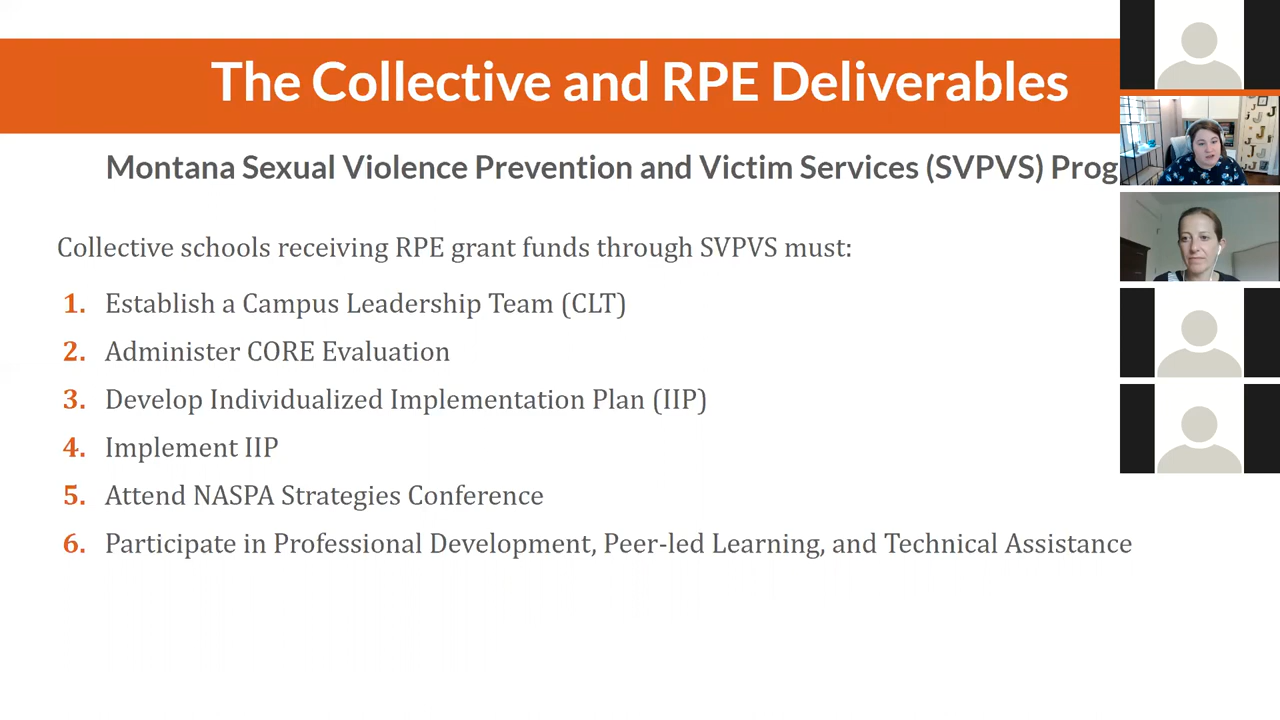 The Collective and RPE Deliverables
Montana Sexual Violence Prevention and Victim Services (SVPVS) Prog
Collective schools receiving RPE grant funds through SVPVS must:
1. Establish a Campus Leadership Team (CLT)
2. Administer CORE Evaluation
3. Develop Individualized Implementation Plan (IIP)
4. Implement IIP
5. Attend NASPA Strategies Conference
6. Participate in Professional Development, Peer-led Learning, and Technical Assistance